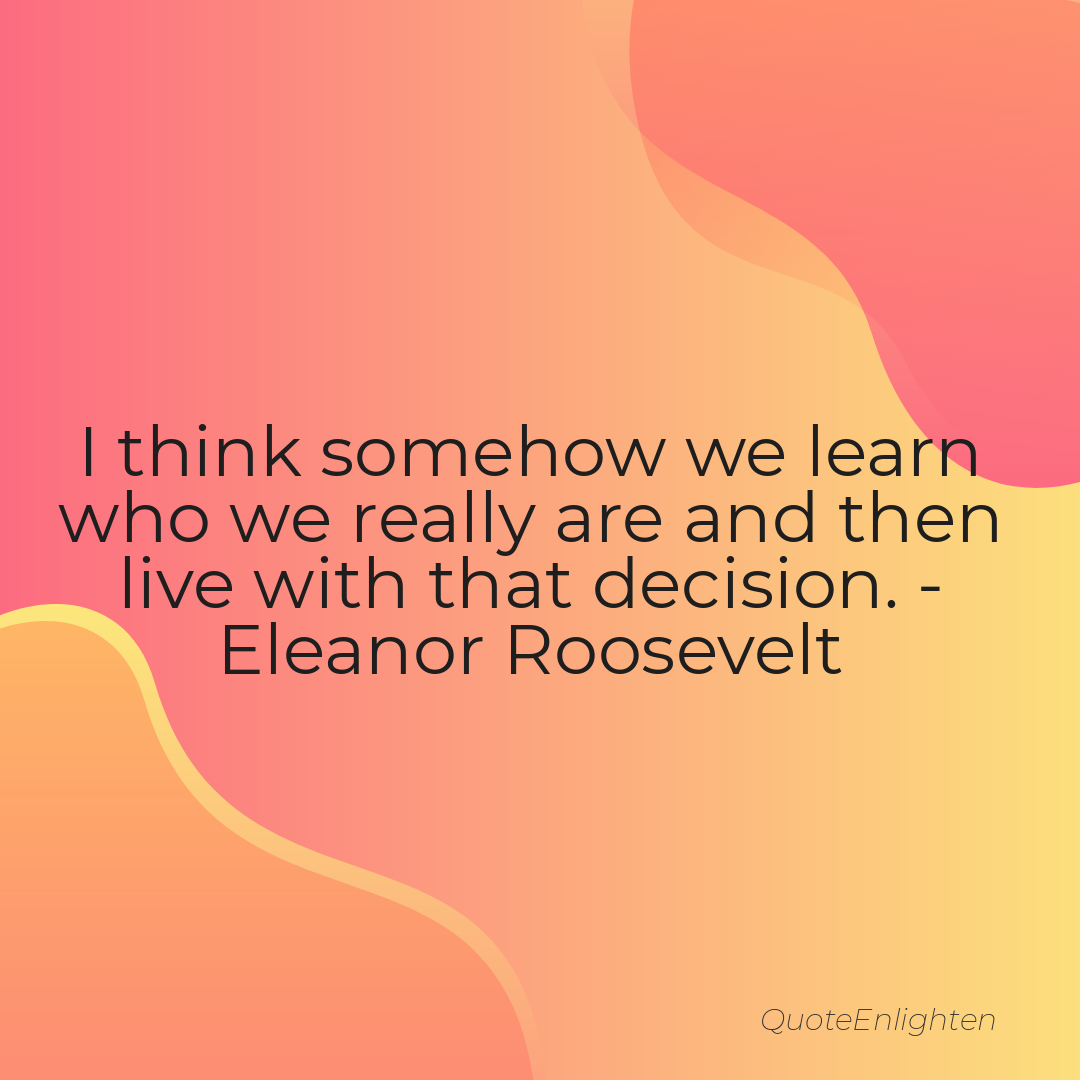 I think somehow we learn
who we really are and then
live with that decision. -
Eleanor Roosevelt
QuoteEnlighten